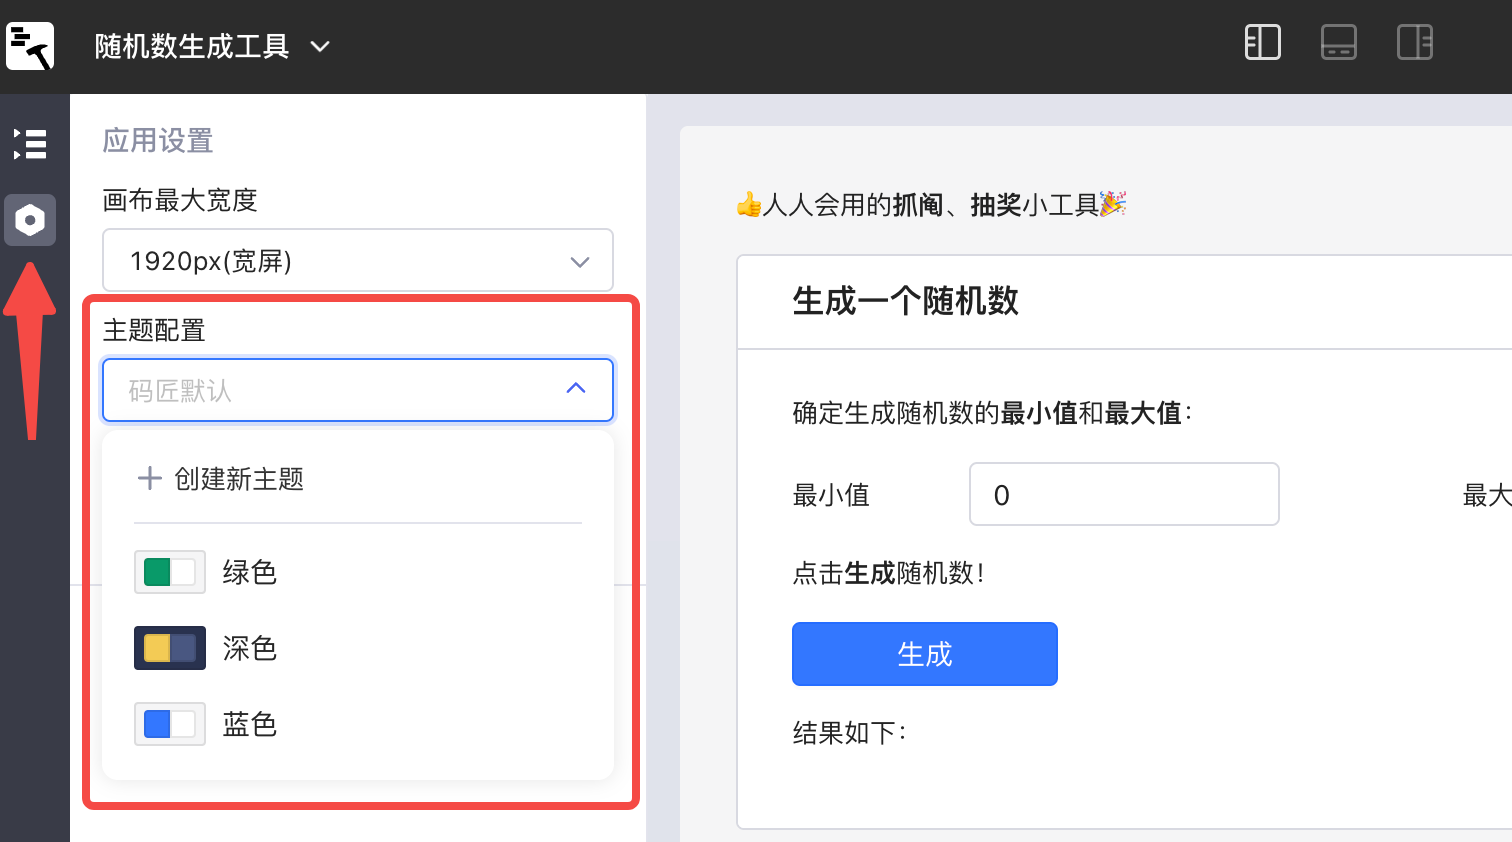 随机数生成工具
应用设置
画布最大宽度
1920px(宽屏)
主题配置
码匠默认
创建新主题
绿色
深色
蓝色
👍人人会用的抓阄、抽奖小工具🎉
生成一个随机数
确定生成随机数的最小值和最大值：
最小值
0
最大
点击生成随机数！
生成
结果如下：